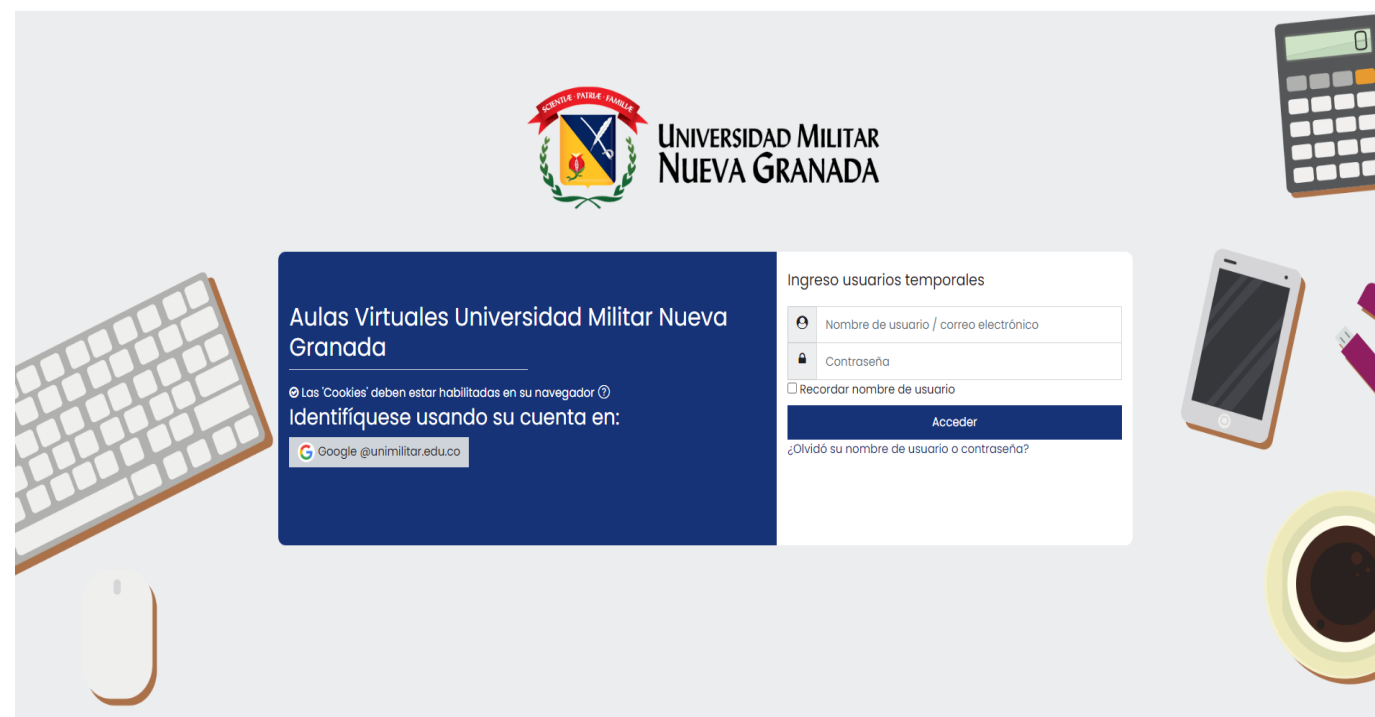 SCIENTIÆ · PATRIÆ · FAMILIÆ
UNIVERSIDAD MILITAR
NUEVA GRANADA
Aulas Virtuales Universidad Militar Nueva
Granada
Las 'Cookies' deben estar habilitadas en su navegador
Identifíquese usando su cuenta en:
Google @unimilitar.edu.co
Ingreso usuarios temporales
Nombre de usuario / correo electrónico
Contraseña
Recordar nombre de usuario
Acceder
¿Olvidó su nombre de usuario o contraseña?
0